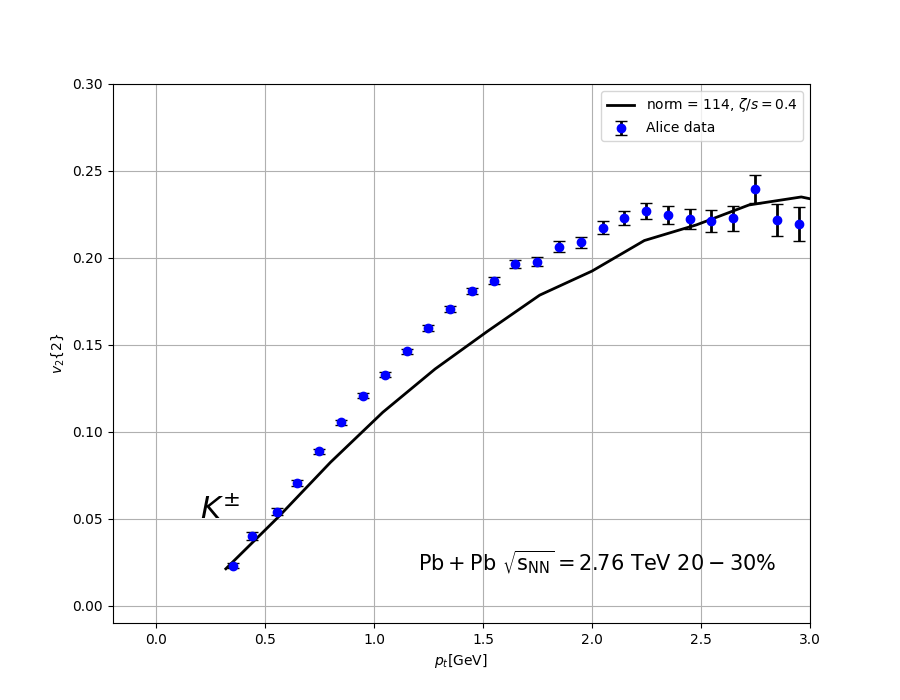 0.30
norm = 114, ζ/s = 0.4
Alice data
0.25
0.20
v₂{2}
0.15
0.10
K±
0.05
Pb + Pb √sNN = 2.76 TeV 20 − 30%
0.00
0.0 0.5 1.0 1.5 2.0 2.5 3.0
pt[GeV]